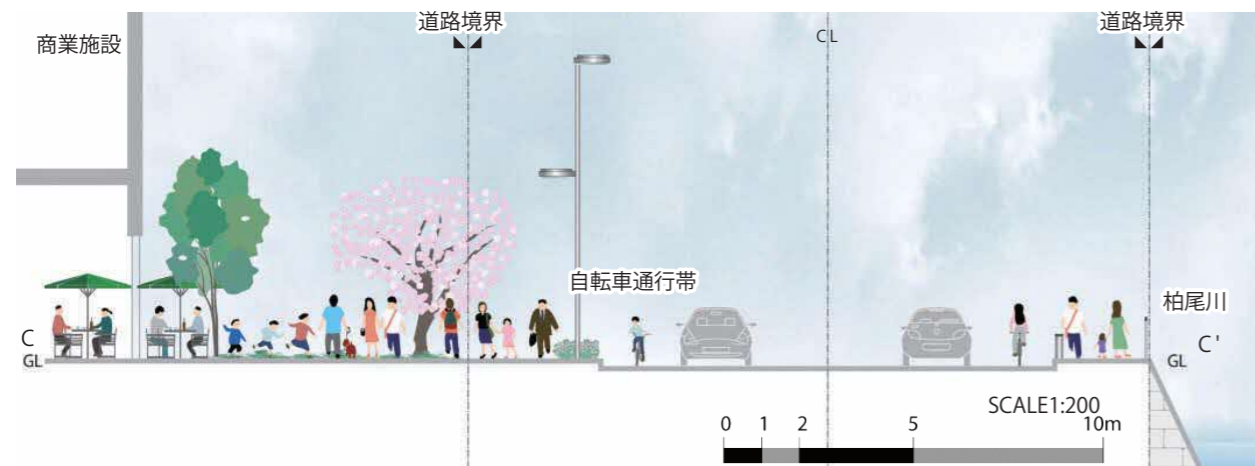 道路境界
道路境界
商業施設
CL
自転車通行帯
柏尾川
C
GL
C'
GL
SCALE1:200
0 1 2 5 10m